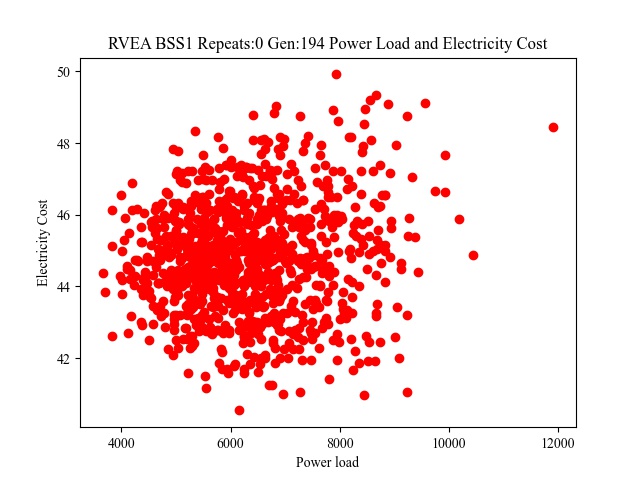 RVEA BSS1 Repeats:0 Gen:194 Power Load and Electricity Cost
50
48
46
44
42
Electricity Cost
4000 6000 8000 10000 12000
Power load